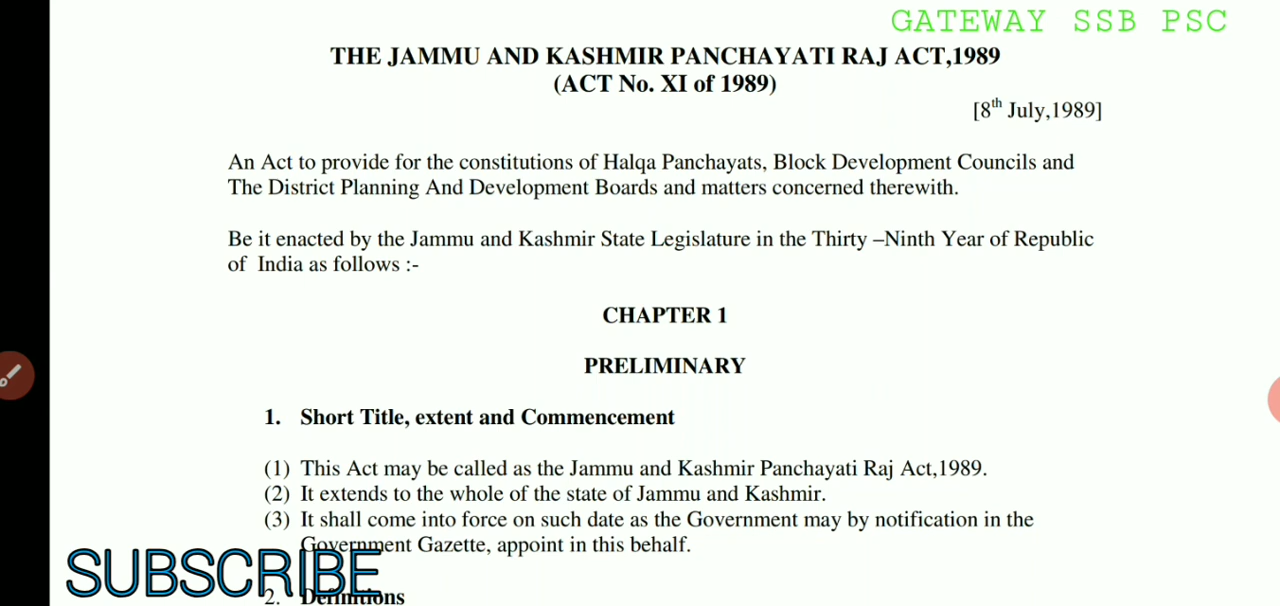 GATEWAY SSB PSC
THE JAMMU AND KASHMIR PANCHAYATI RAJ ACT,1989
(ACT No. XI of 1989)
[8th July,1989]
An Act to provide for the constitutions of Halqa Panchayats, Block Development Councils and
The District Planning And Development Boards and matters concerned therewith.
Be it enacted by the Jammu and Kashmir State Legislature in the Thirty –Ninth Year of Republic
of India as follows :-
CHAPTER 1
PRELIMINARY
1. Short Title, extent and Commencement
(1) This Act may be called as the Jammu and Kashmir Panchayati Raj Act,1989.
(2) It extends to the whole of the state of Jammu and Kashmir.
(3) It shall come into force on such date as the Government may by notification in the
Government Gazette, appoint in this behalf.
SUBSCRIBE
2. Definitions